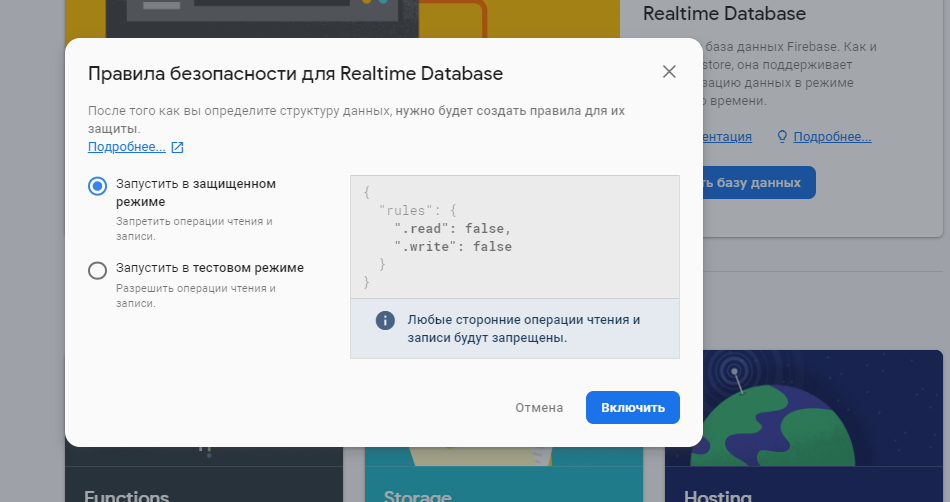 Realtime Database
база данных Firebase. Как и
store, она поддерживает
зацию данных в режиме
о времени.
ентация
Подробнее...
ть базу данных
Правила безопасности для Realtime Database
После того как вы определите структуру данных, нужно будет создать правила для их
защиты.
Подробнее...
Запустить в защищенном
режиме
Запретить операции чтения и
записи.
Запустить в тестовом режиме
Разрешить операции чтения и
записи.
{
"rules": {
".read": false,
".write": false
}
}
Любые сторонние операции чтения и
записи будут запрещены.
Отмена
Включить
Functions
Storage
Hosting